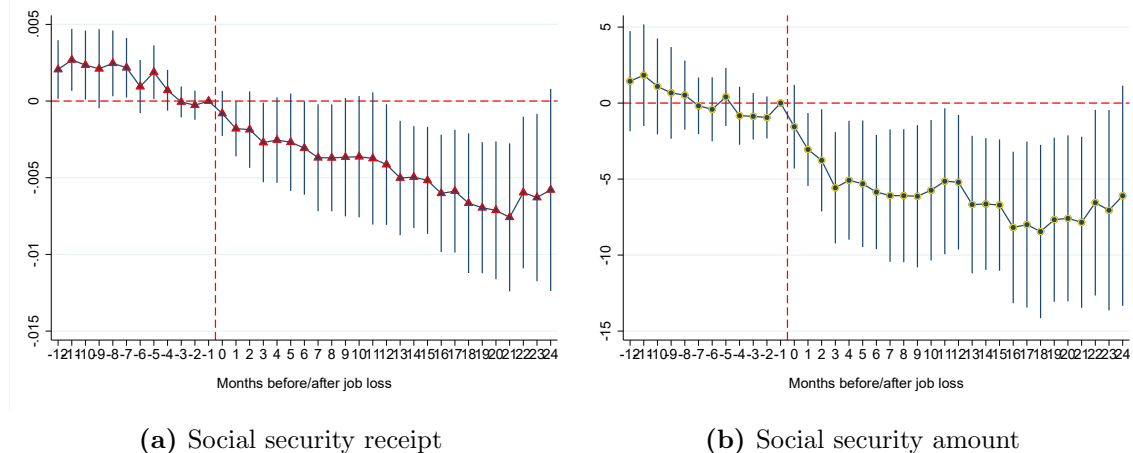 .005
0
-.005
-.01
-.015
-12-11-10-9 -8 -7 -6 -5 -4 -3 -2 -1 0 1 2 3 4 5 6 7 8 9 10 11 12 13 14 15 16 17 18 19 20 21 22 23 24
Months before/after job loss
(a) Social security receipt
5
0
-5
-10
-15
-12-11-10-9 -8 -7 -6 -5 -4 -3 -2 -1 0 1 2 3 4 5 6 7 8 9 10 11 12 13 14 15 16 17 18 19 20 21 22 23 24
Months before/after job loss
(b) Social security amount